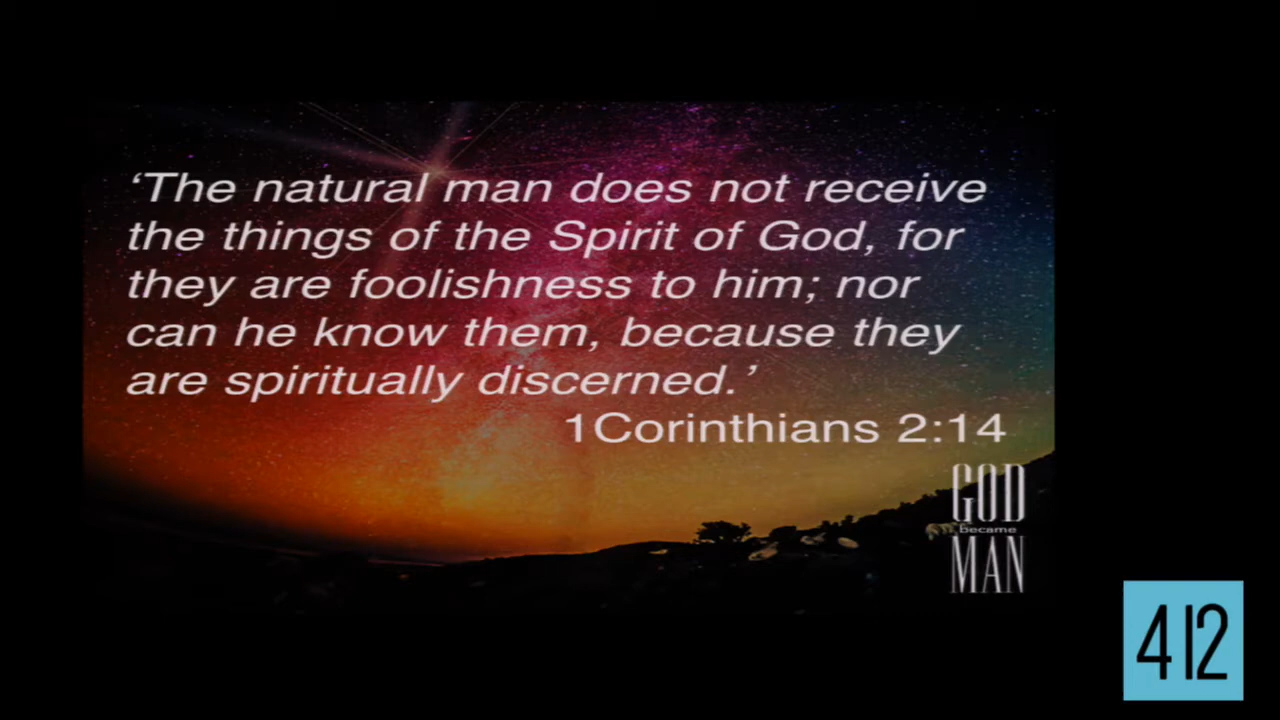 ‘The natural man does not receive
the things of the Spirit of God, for
they are foolishness to him; nor
can he know them, because they
are spiritually discerned.’
1Corinthians 2:14
GOD
became
MAN
412